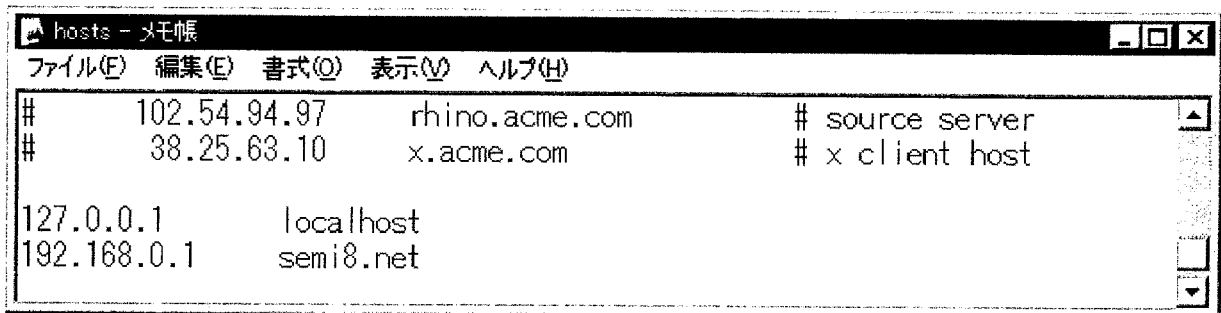 hosts - メモ帳
ファイル(F) 編集(E) 書式(O) 表示(V) ヘルプ(H)
# 102.54.94.97 rhino.acme.com # source server
# 38.25.63.10 x.acme.com # x client host
127.0.0.1 localhost
192.168.0.1 semi8.net